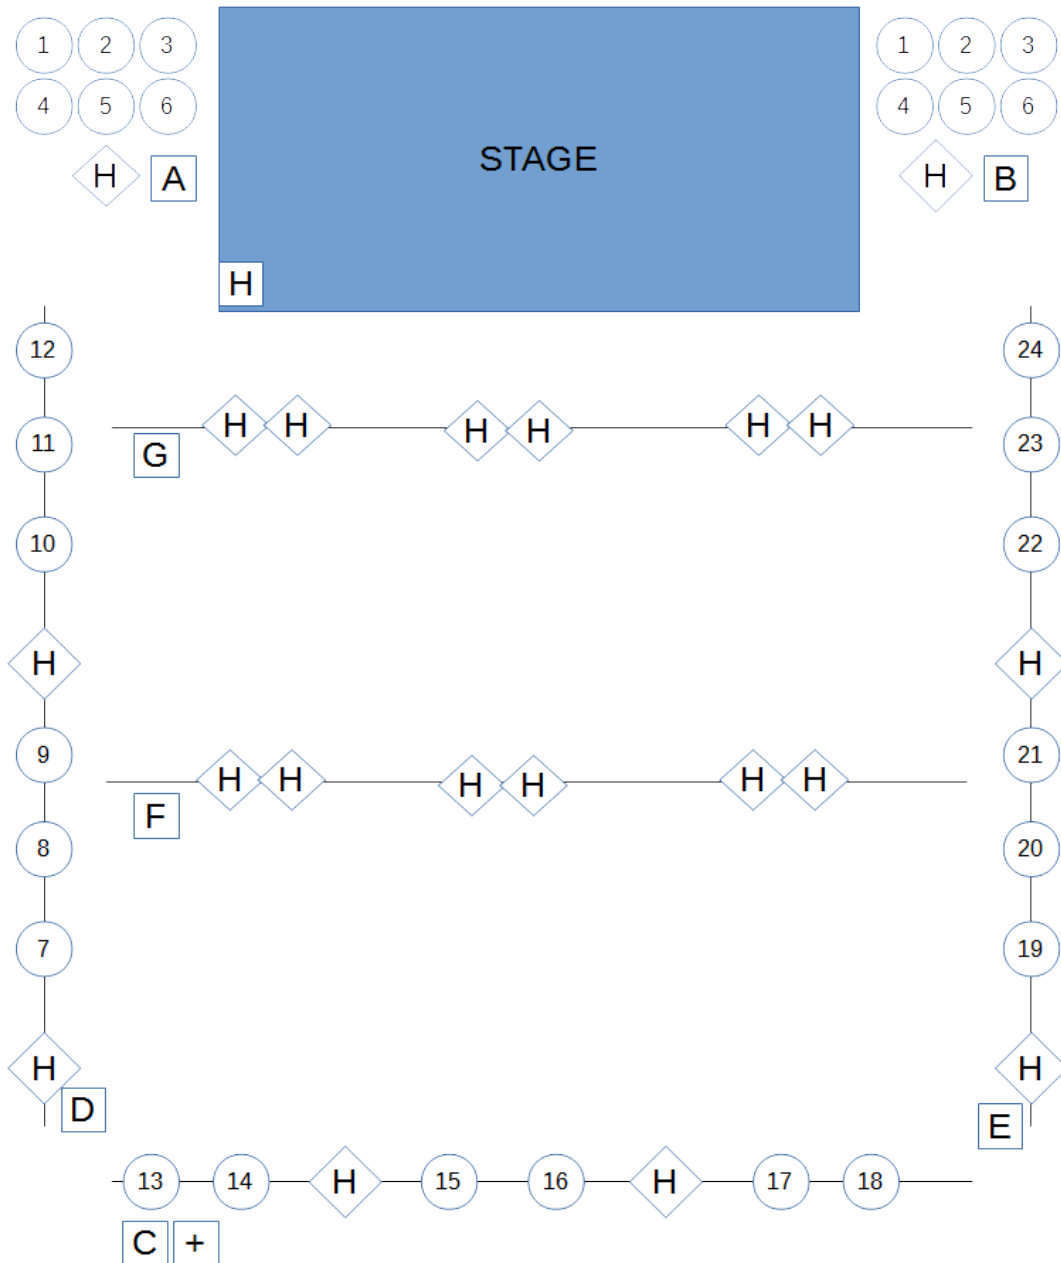 1 2 3 STAGE 1 2 3
4 5 6 4 5 6
H A H B
H
12 24
H H H H H H
11 G 23
10 22
H H
9 21
H H H H H H
F
8 20
7 19
H H
D E
13 14 H 15 16 H 17 18
C +